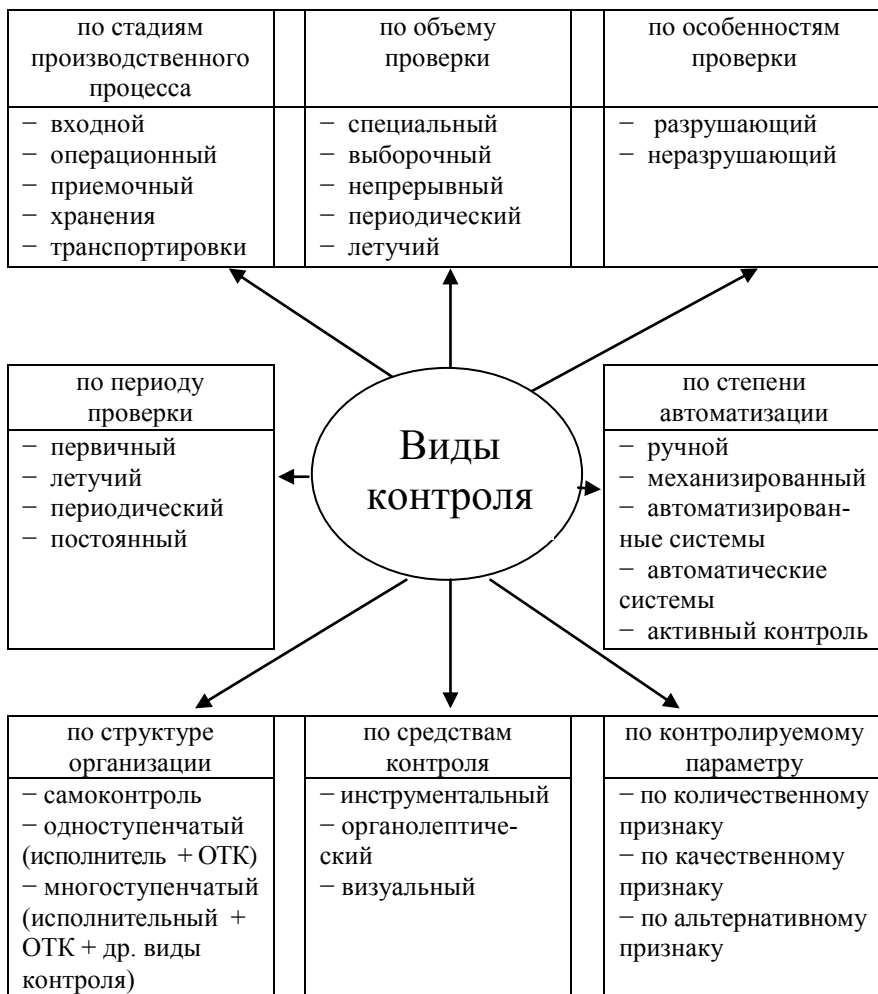 по стадиям
производственного
процесса
− входной
− операционный
− приемочный
− хранения
− транспортировки
по объему
проверки
− специальный
− выборочный
− непрерывный
− периодический
− летучий
по особенностям
проверки
− разрушающий
− неразрушающий
по периоду
проверки
− первичный
− летучий
− периодический
− постоянный
Виды
контроля
по степени
автоматизации
− ручной
− механизированный
− автоматизирован-
ные системы
− автоматические
системы
− активный контроль
по структуре
организации
− самоконтроль
− одноступенчатый
(исполнитель + ОТК)
− многоступенчатый
(исполнительный +
ОТК + др. виды
контроля)
по средствам
контроля
− инструментальный
− органолептиче-
ский
− визуальный
по контролируемому
параметру
− по количественному
признаку
− по качественному
признаку
− по альтернативному
признаку